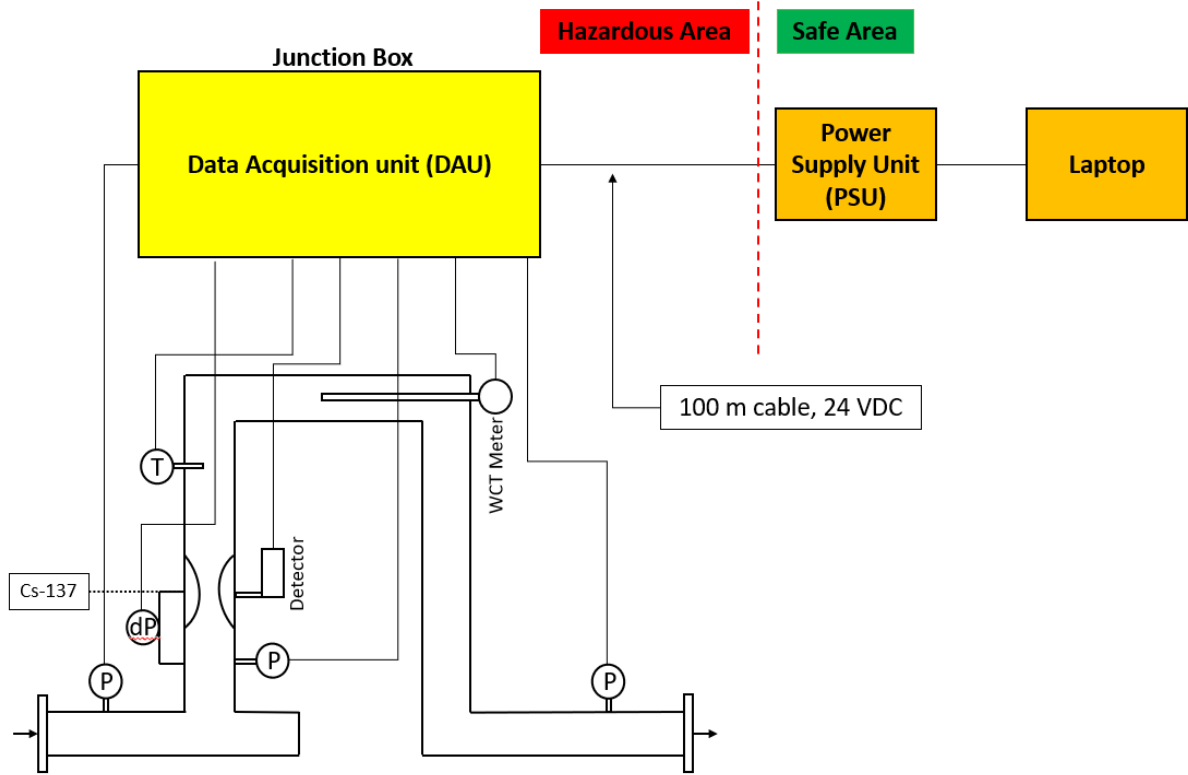 Hazardous Area
Safe Area
Junction Box
Data Acquisition unit (DAU)
Power
Supply Unit
(PSU)
Laptop
100 m cable, 24 VDC
WCT Meter
T
Detector
Cs-137
dP
P
P
P